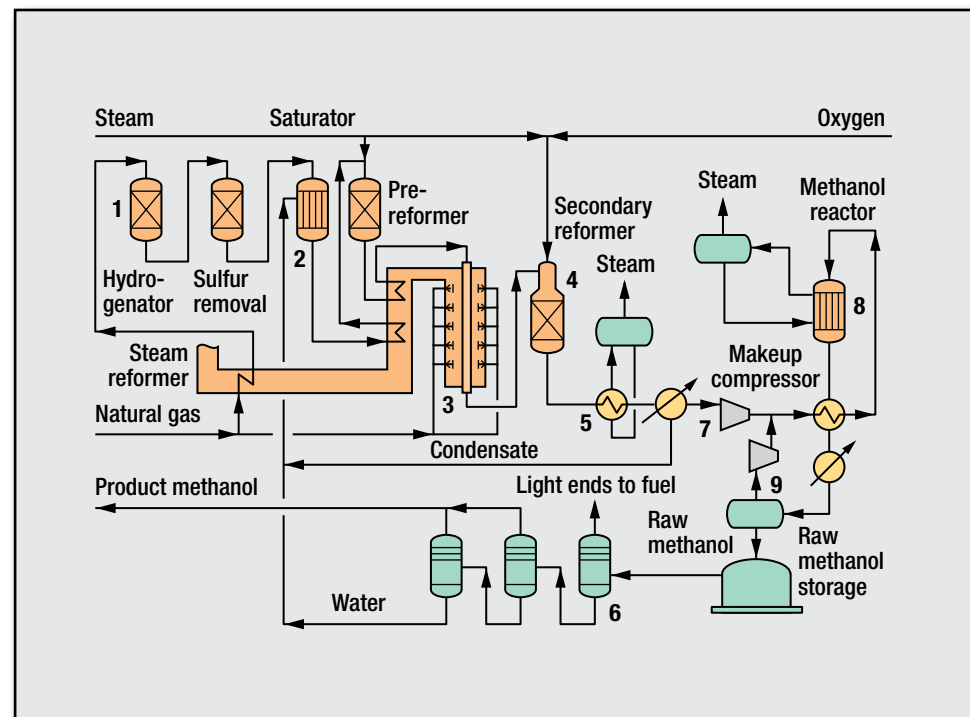 Steam
Saturator
Oxygen
Pre-
reformer
Steam
Methanol
reactor
Secondary
reformer
1
2
4
Steam
Hydro-
genator
Sulfur
removal
8
Steam
reformer
Makeup
compressor
3
5
7
Natural gas
Condensate
9
Product methanol
Light ends to fuel
Raw
methanol
Raw
methanol
storage
Water
6